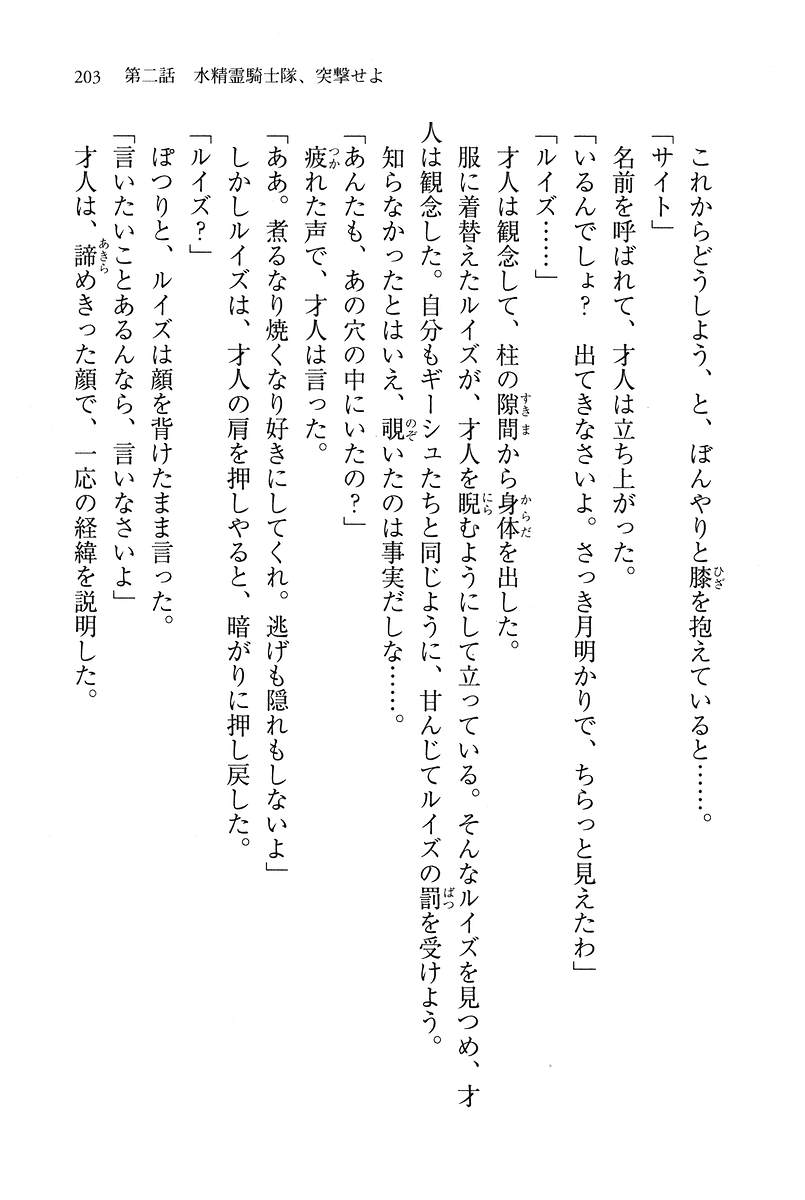 203　第二話　水精霊騎士隊、突撃せよ
これからどうしよう、と、ぼんやりと膝を抱えていると……。
「サイト」
名前を呼ばれて、才人は立ち上がった。
「いるんでしょ？　出てきなさいよ。さっき月明かりで、ちらっと見えたわ」
「ルイズ……」
才人は観念して、柱の隙間から身体を出した。
服に着替えたルイズが、才人を睨むようにして立っている。そんなルイズを見つめ、才
人は観念した。自分もギーシュたちと同じように、甘んじてルイズの罰を受けよう。
知らなかったとはいえ、覗いたのは事実だしな……。
「あんたも、あの穴の中にいたの？」
疲れた声で、才人は言った。
「ああ。煮るなり焼くなり好きにしてくれ。逃げも隠れもしないよ」
しかしルイズは、才人の肩を押しやると、暗がりに押し戻した。
「ルイズ？」
ぽつりと、ルイズは顔を背けたまま言った。
「言いたいことあるんなら、言いなさいよ」
才人は、諦めきった顔で、一応の経緯を説明した。